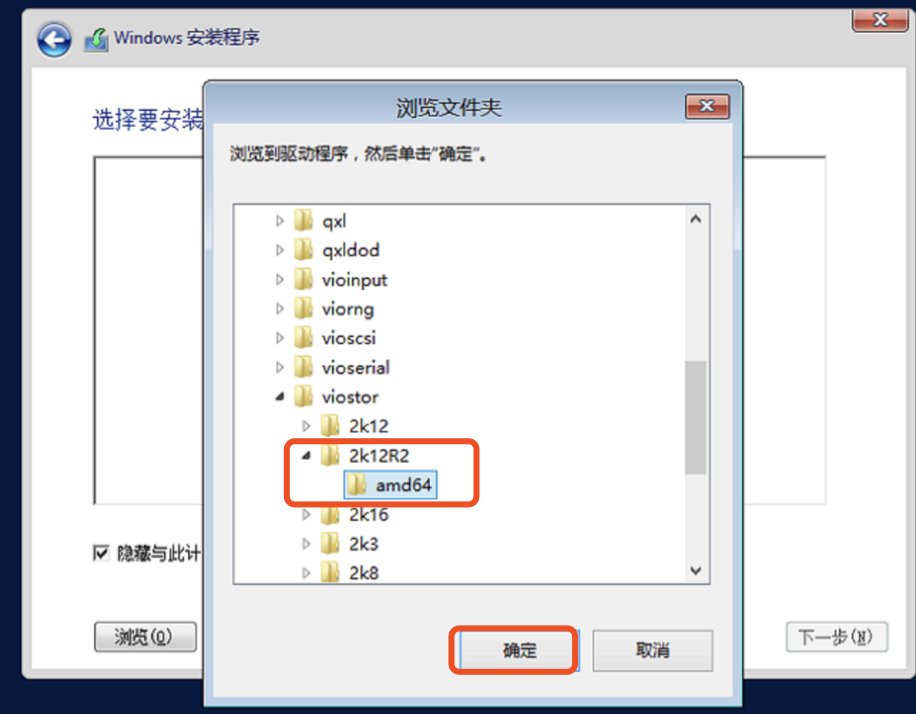 Windows 安装程序
选择要安装
浏览文件夹
浏览到驱动程序，然后单击"确定"。
qxl
qxldod
vioinput
viorng
vioscsi
vioserial
viostor
2k12
2k12R2
amd64
2k16
2k3
2k8
隐藏与此计
浏览(O)
确定
取消
下一步(N)